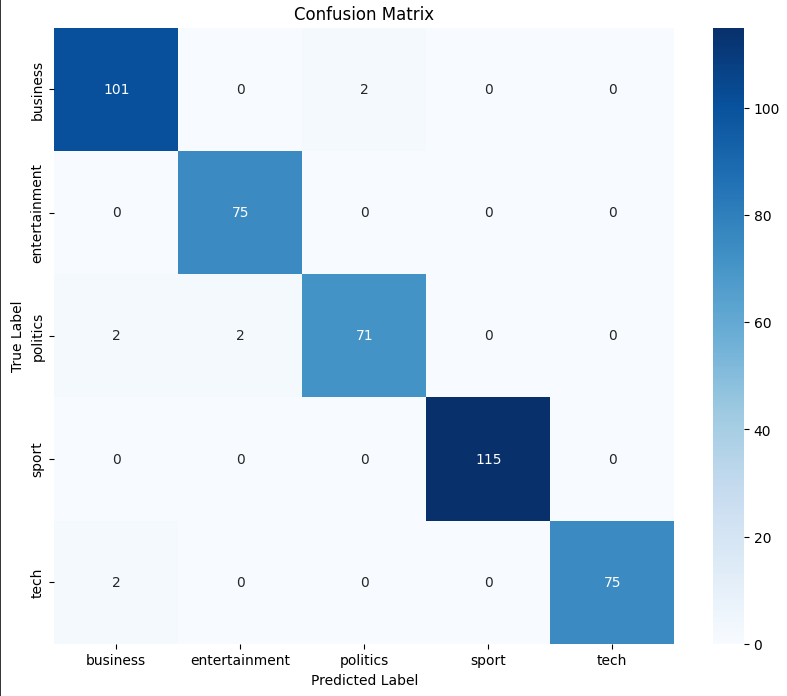 Confusion Matrix
business 101 0 2 0 0
entertainment 0 75 0 0 0
politics 2 2 71 0 0
sport 0 0 0 115 0
tech 2 0 0 0 75
business entertainment politics sport tech
Predicted Label
True Label
100
80
60
40
20
0